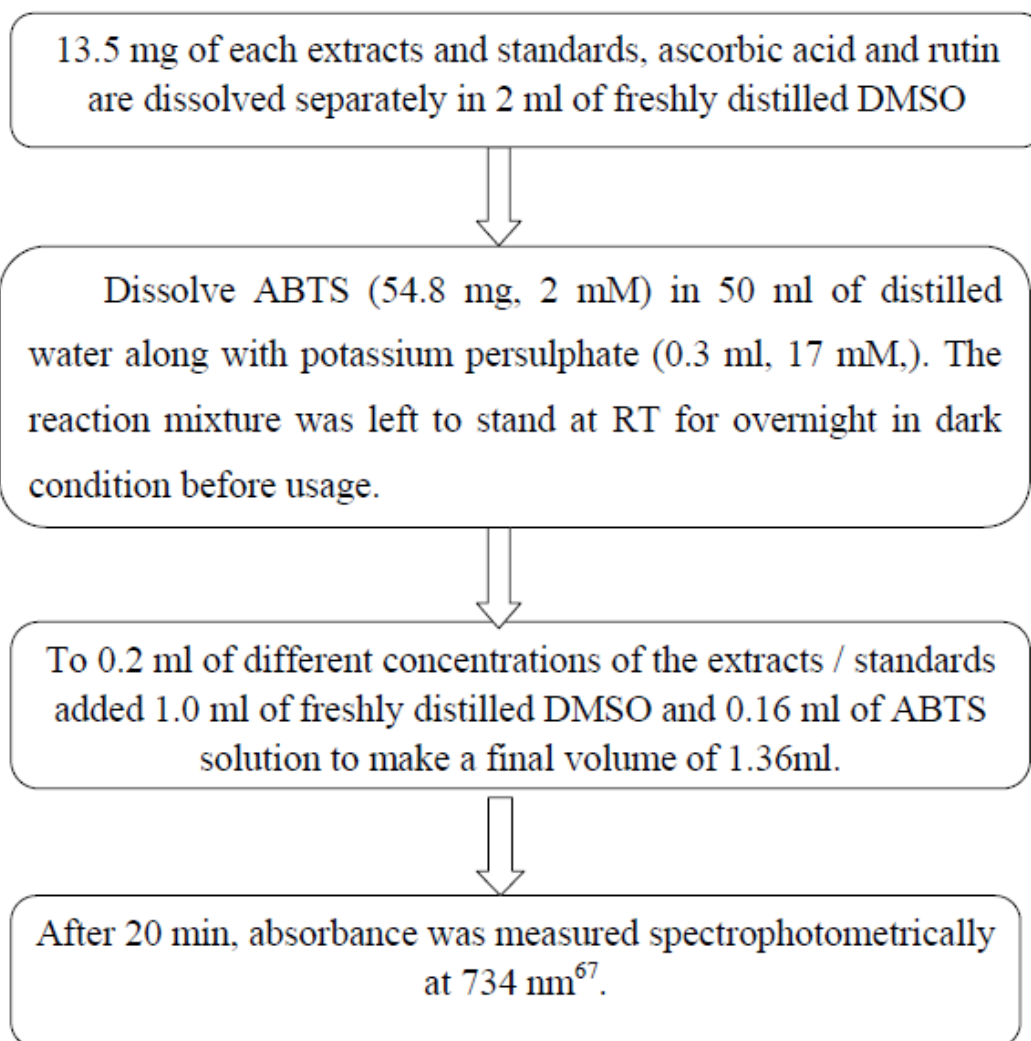 13.5 mg of each extracts and standards, ascorbic acid and rutin
are dissolved separately in 2 ml of freshly distilled DMSO
Dissolve ABTS (54.8 mg, 2 mM) in 50 ml of distilled
water along with potassium persulphate (0.3 ml, 17 mM,). The
reaction mixture was left to stand at RT for overnight in dark
condition before usage.
To 0.2 ml of different concentrations of the extracts / standards
added 1.0 ml of freshly distilled DMSO and 0.16 ml of ABTS
solution to make a final volume of 1.36ml.
After 20 min, absorbance was measured spectrophotometrically
at 734 nm⁶⁷.